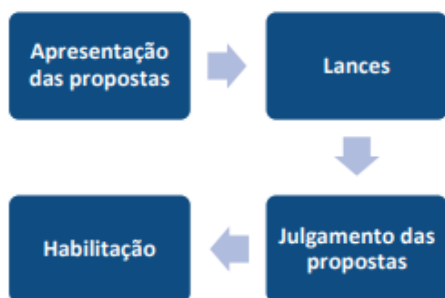 Apresentação
das propostas
Lances
Julgamento das
propostas
Habilitação